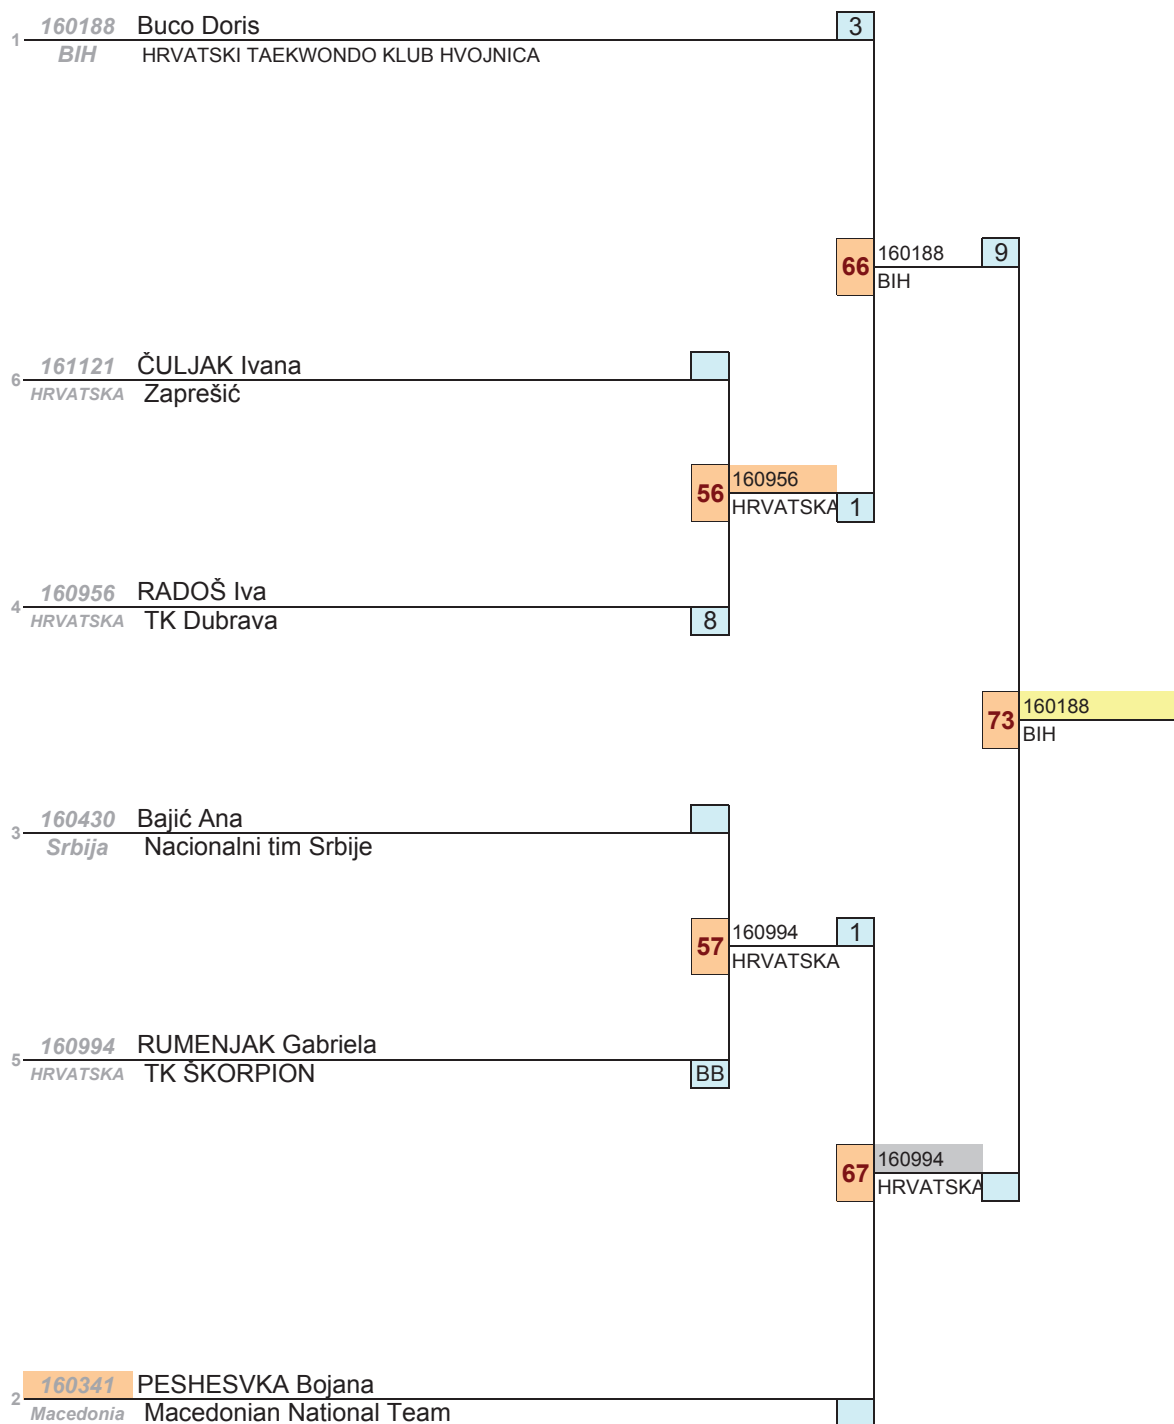 160188 Buco Doris 3
1
BIH HRVATSKI TAEKWONDO KLUB HVOJNICA
66 160188 9
BIH
161121 ČULJAK Ivana
6
HRVATSKA Zaprešić
56 160956
HRVATSKA 1
160956 RADOŠ Iva
4
HRVATSKA TK Dubrava 8
73 160188
BIH
160430 Bajić Ana
3
Srbija Nacionalni tim Srbije
57 160994 1
HRVATSKA
160994 RUMENJAK Gabriela
5
HRVATSKA TK ŠKORPION BB
67 160994
HRVATSKA
160341 PESHESVKA Bojana
2
Macedonia Macedonian National Team